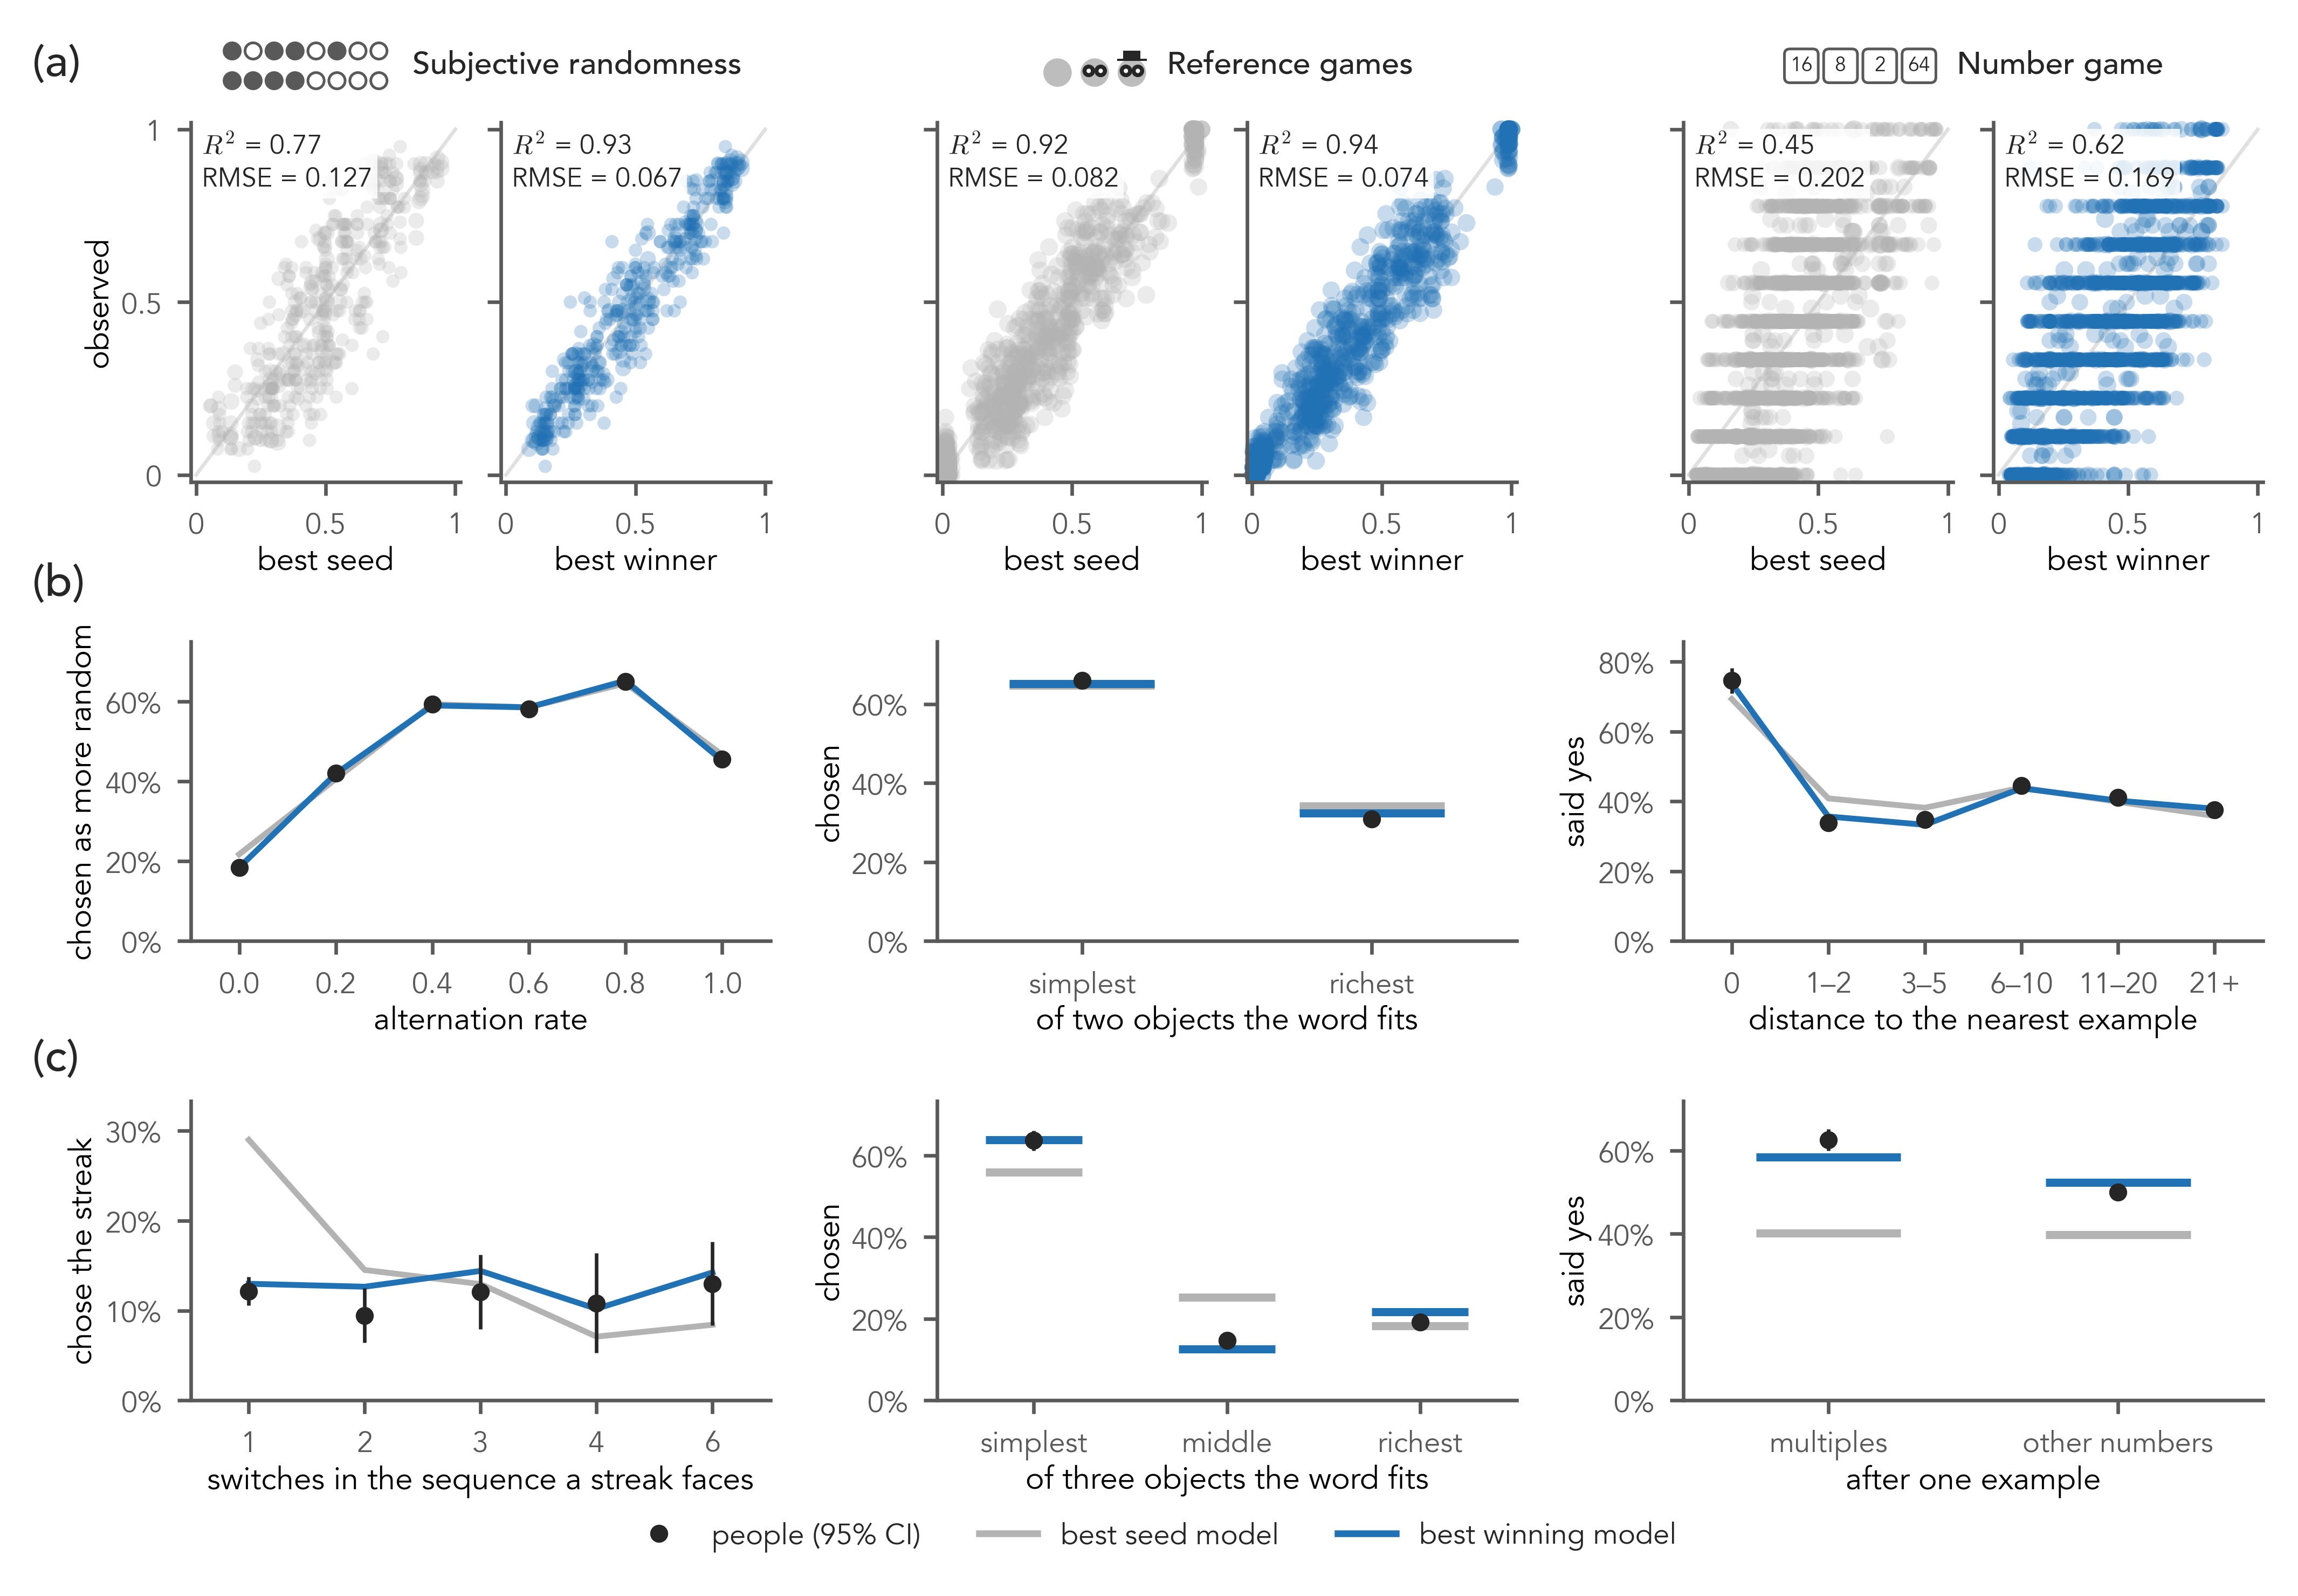 (a)
Subjective randomness
Reference games
16 8 2 64
Number game
R² = 0.77
RMSE = 0.127
R² = 0.93
RMSE = 0.067
R² = 0.92
RMSE = 0.082
R² = 0.94
RMSE = 0.074
R² = 0.45
RMSE = 0.202
R² = 0.62
RMSE = 0.169
observed
1
0.5
0
0 0.5 1
0 0.5 1
0 0.5 1
0 0.5 1
0 0.5 1
0 0.5 1
best seed
best winner
best seed
best winner
best seed
best winner
(b)
chosen as more random
60%
40%
20%
0%
0.0 0.2 0.4 0.6 0.8 1.0
alternation rate
chosen
60%
40%
20%
0%
simplest richest
of two objects the word fits
said yes
80%
60%
40%
20%
0%
0 1–2 3–5 6–10 11–20 21+
distance to the nearest example
(c)
chose the streak
30%
20%
10%
0%
1 2 3 4 6
switches in the sequence a streak faces
chosen
60%
40%
20%
0%
simplest middle richest
of three objects the word fits
said yes
60%
40%
20%
0%
multiples other numbers
after one example
people (95% CI)
best seed model
best winning model